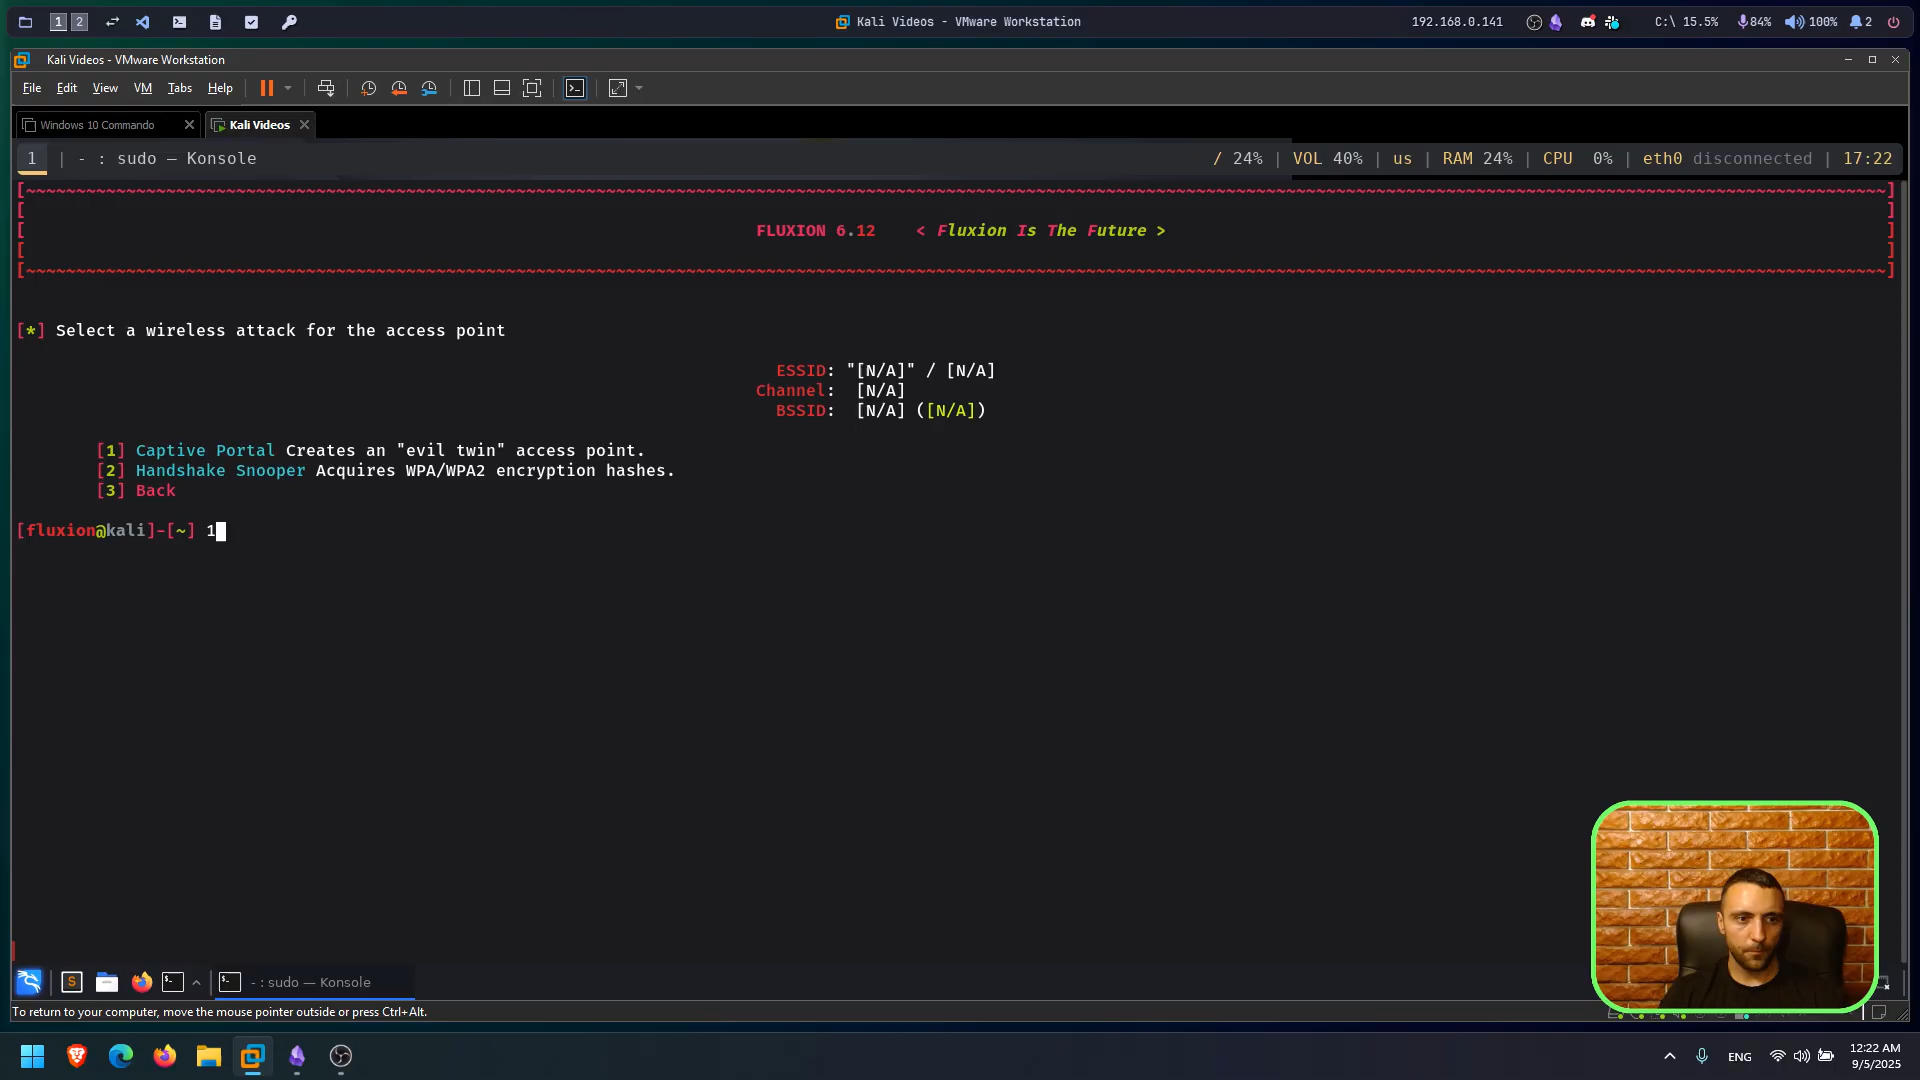 1 2
Kali Videos - VMware Workstation
192.168.0.141
C:\ 15.5%
84%
100%
2
Kali Videos - VMware Workstation
File Edit View VM Tabs Help
Windows 10 Commando
Kali Videos
1 | - : sudo — Konsole
/ 24% | VOL 40% | us | RAM 24% | CPU 0% | eth0 disconnected | 17:22
FLUXION 6.12 < Fluxion Is The Future >
[*] Select a wireless attack for the access point
ESSID: "[N/A]" / [N/A]
Channel: [N/A]
BSSID: [N/A] ([N/A])
[1] Captive Portal Creates an "evil twin" access point.
[2] Handshake Snooper Acquires WPA/WPA2 encryption hashes.
[3] Back
[fluxion@kali]-[~] 1
- : sudo — Konsole
To return to your computer, move the mouse pointer outside or press Ctrl+Alt.
ENG
12:22 AM
9/5/2025